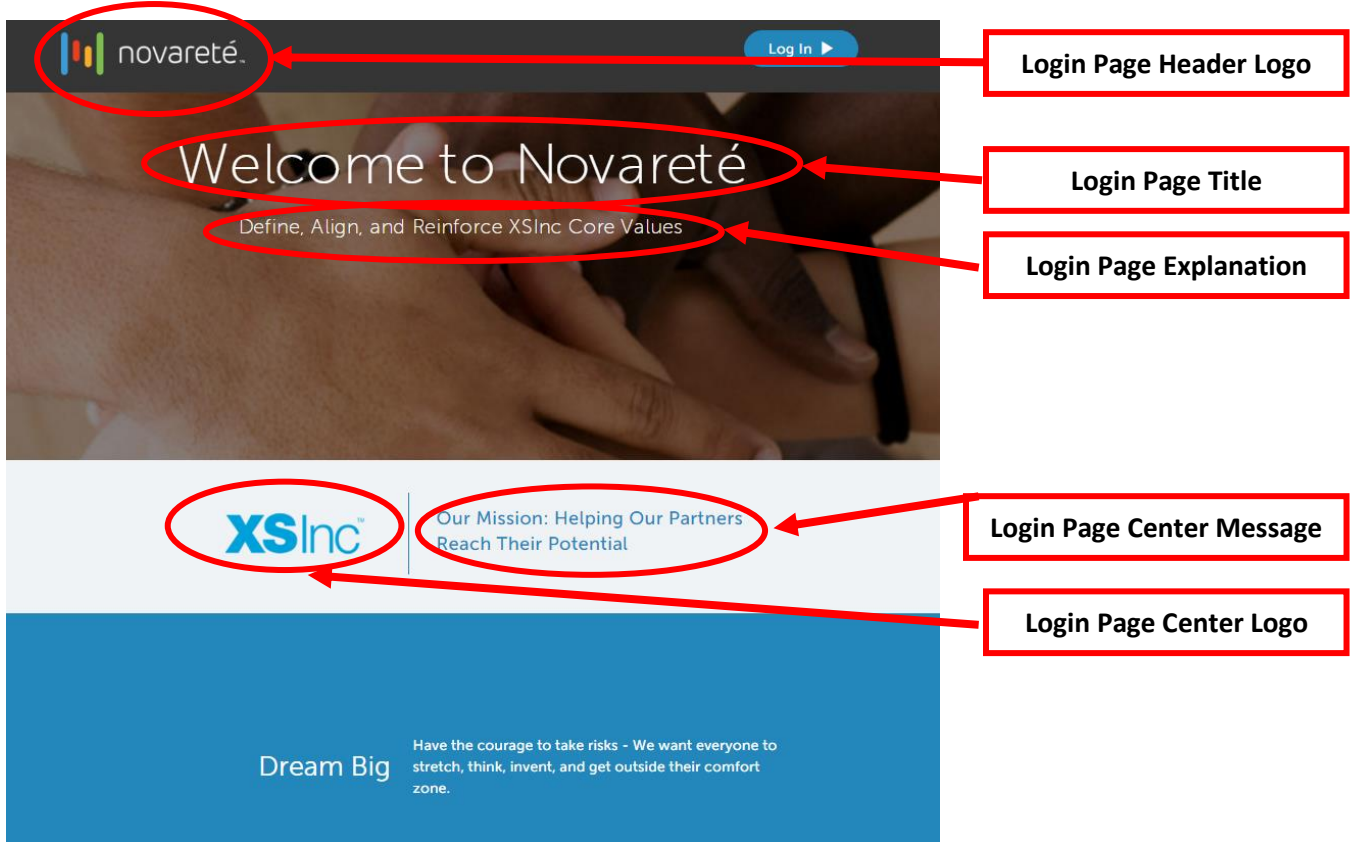 novareté™
Log In
Login Page Header Logo
Welcome to Novareté
Login Page Title
Define, Align, and Reinforce XSInc Core Values
Login Page Explanation
XSInc™
Our Mission: Helping Our Partners
Reach Their Potential
Login Page Center Message
Login Page Center Logo
Dream Big
Have the courage to take risks - We want everyone to
stretch, think, invent, and get outside their comfort
zone.